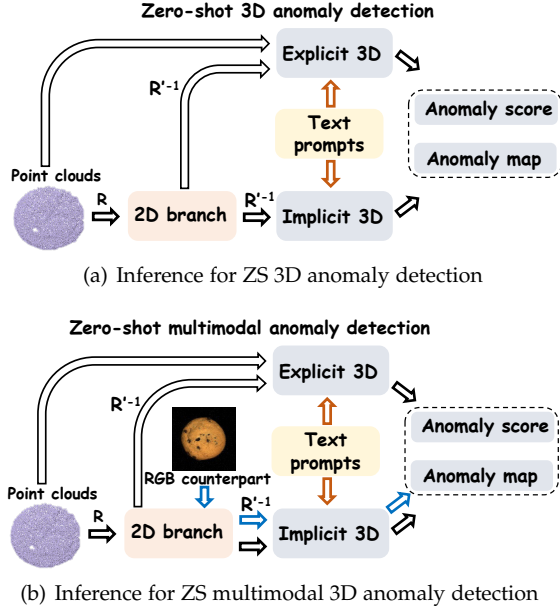 Zero-shot 3D anomaly detection
Explicit 3D
R'-1
Text
prompts
Anomaly score
Anomaly map
Point clouds
R
2D branch
R'-1
Implicit 3D
(a) Inference for ZS 3D anomaly detection
Zero-shot multimodal anomaly detection
Explicit 3D
R'-1
Text
prompts
Anomaly score
Anomaly map
RGB counterpart
Point clouds
R
2D branch
R'-1
Implicit 3D
(b) Inference for ZS multimodal 3D anomaly detection